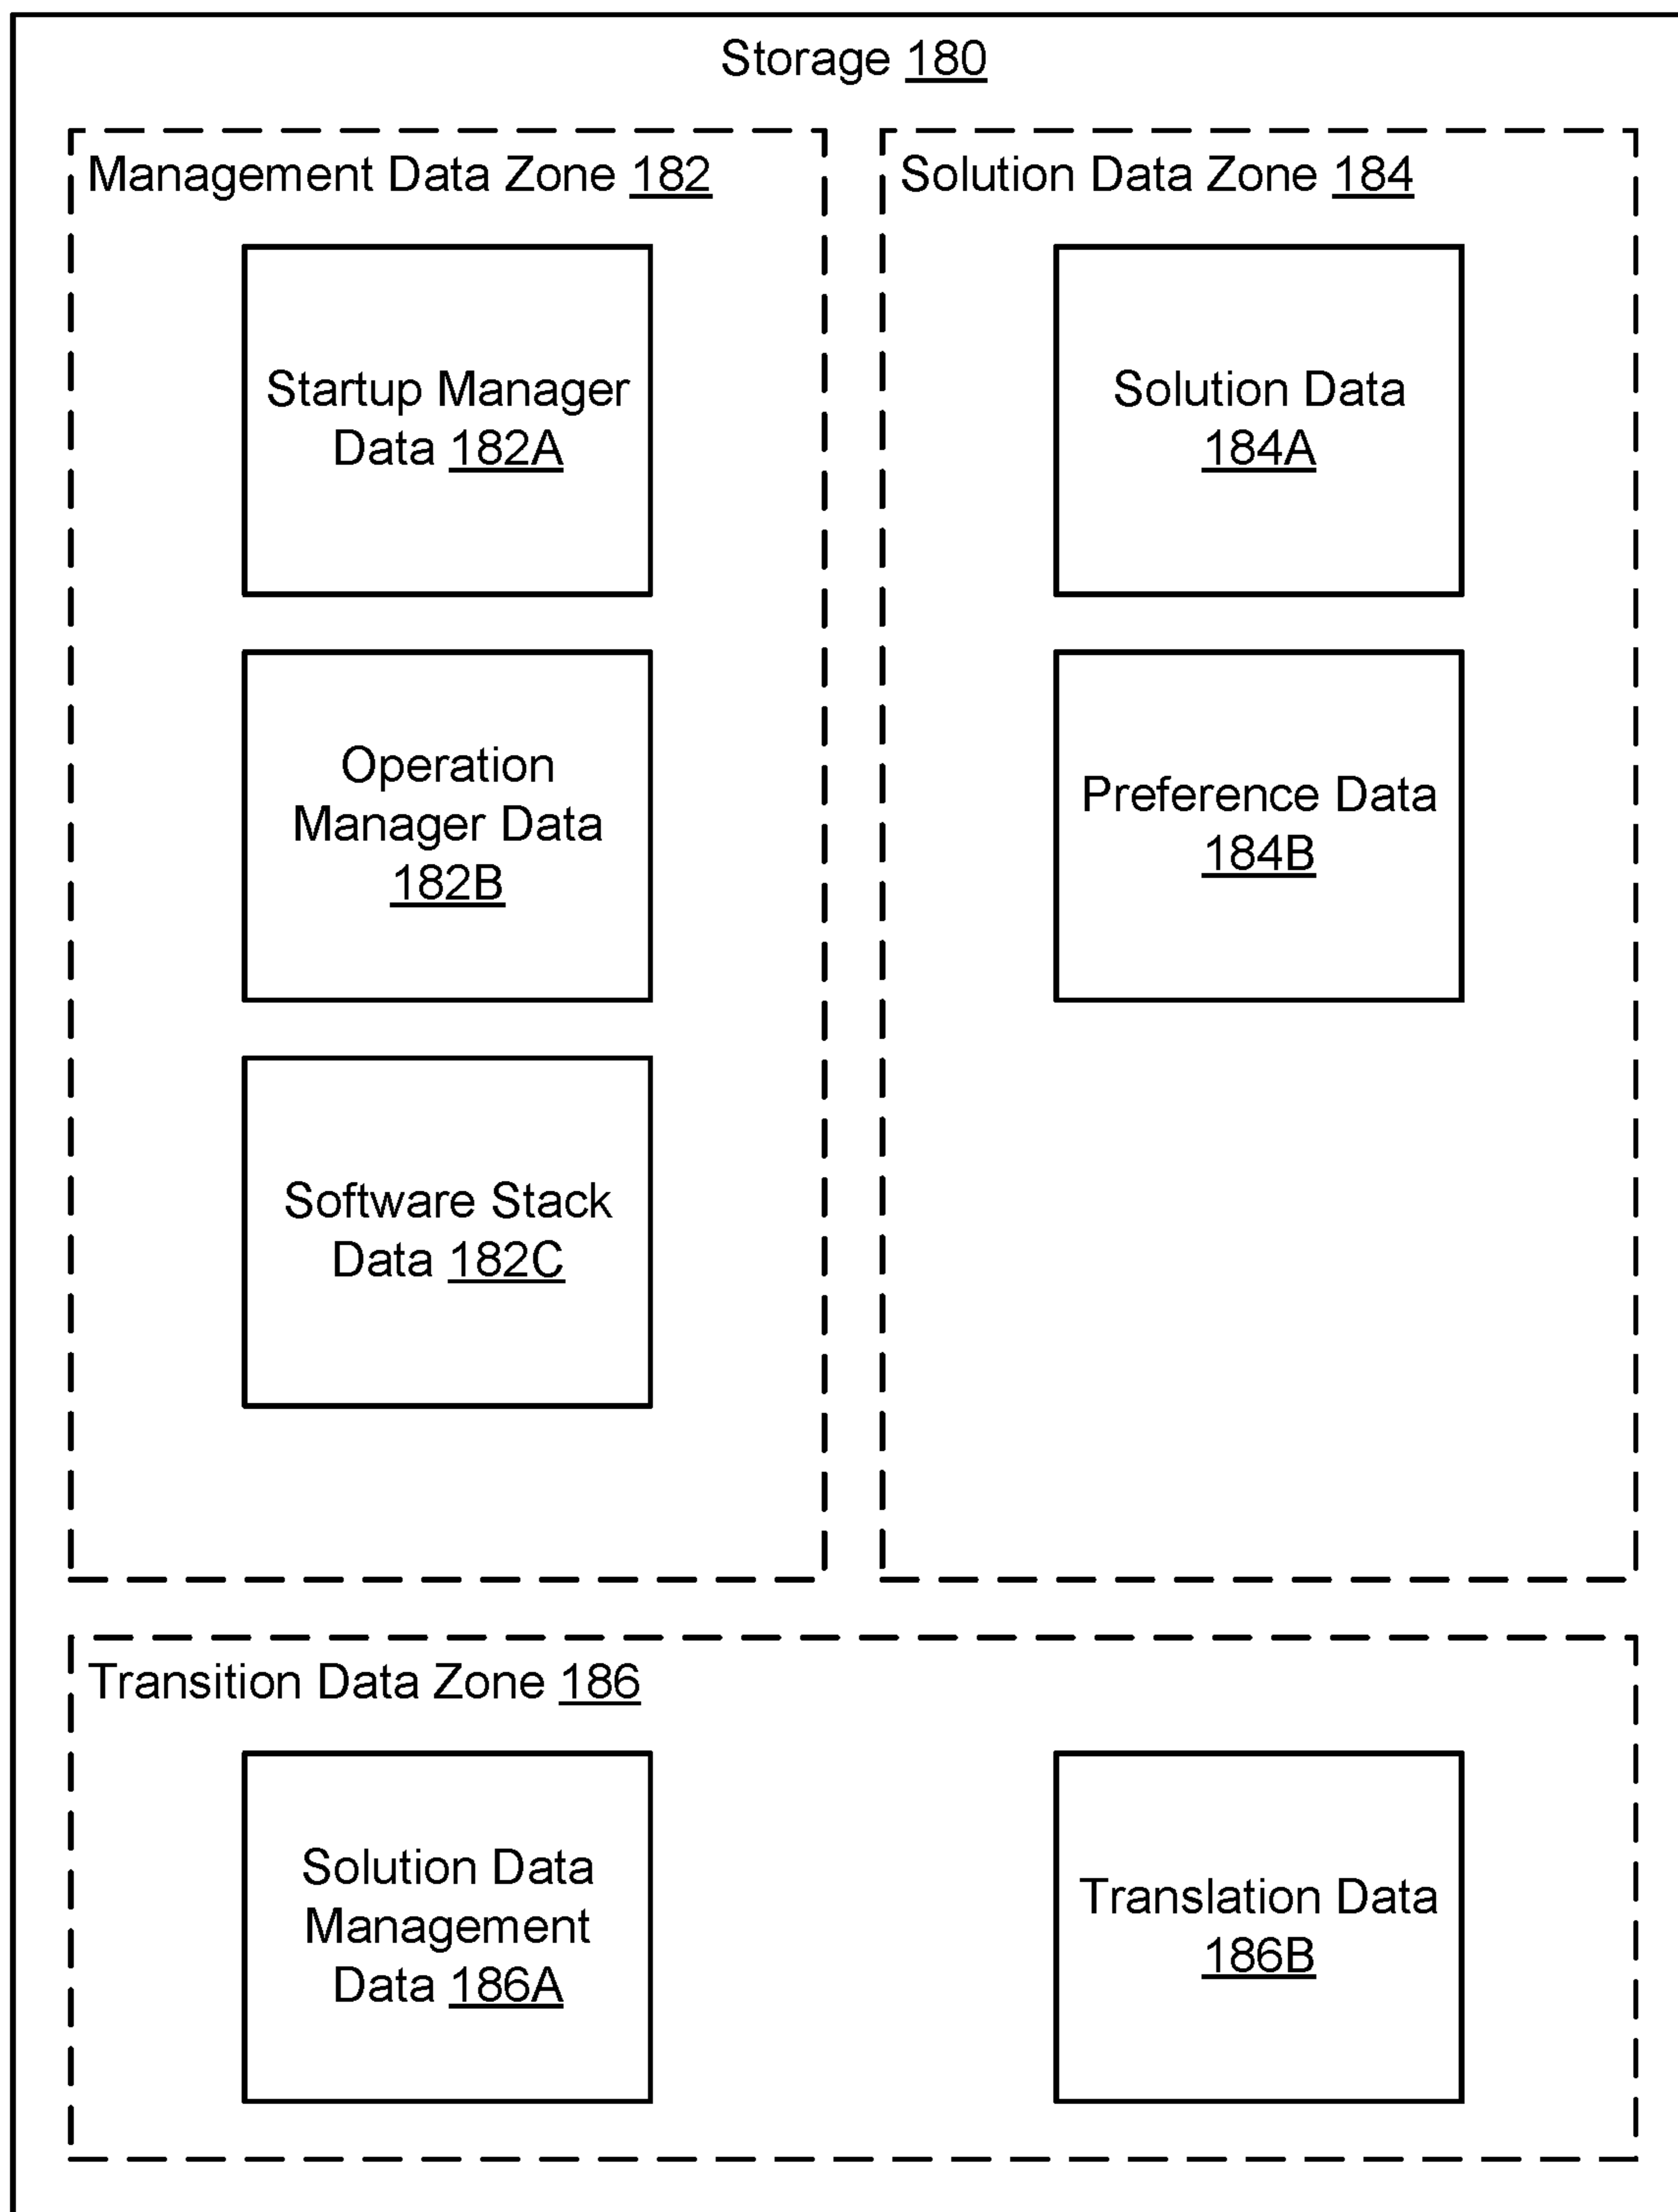 Storage 180
Management Data Zone 182
Startup Manager
Data 182A
Operation
Manager Data
182B
Software Stack
Data 182C
Solution Data Zone 184
Solution Data
184A
Preference Data
184B
Transition Data Zone 186
Solution Data
Management
Data 186A
Translation Data
186B